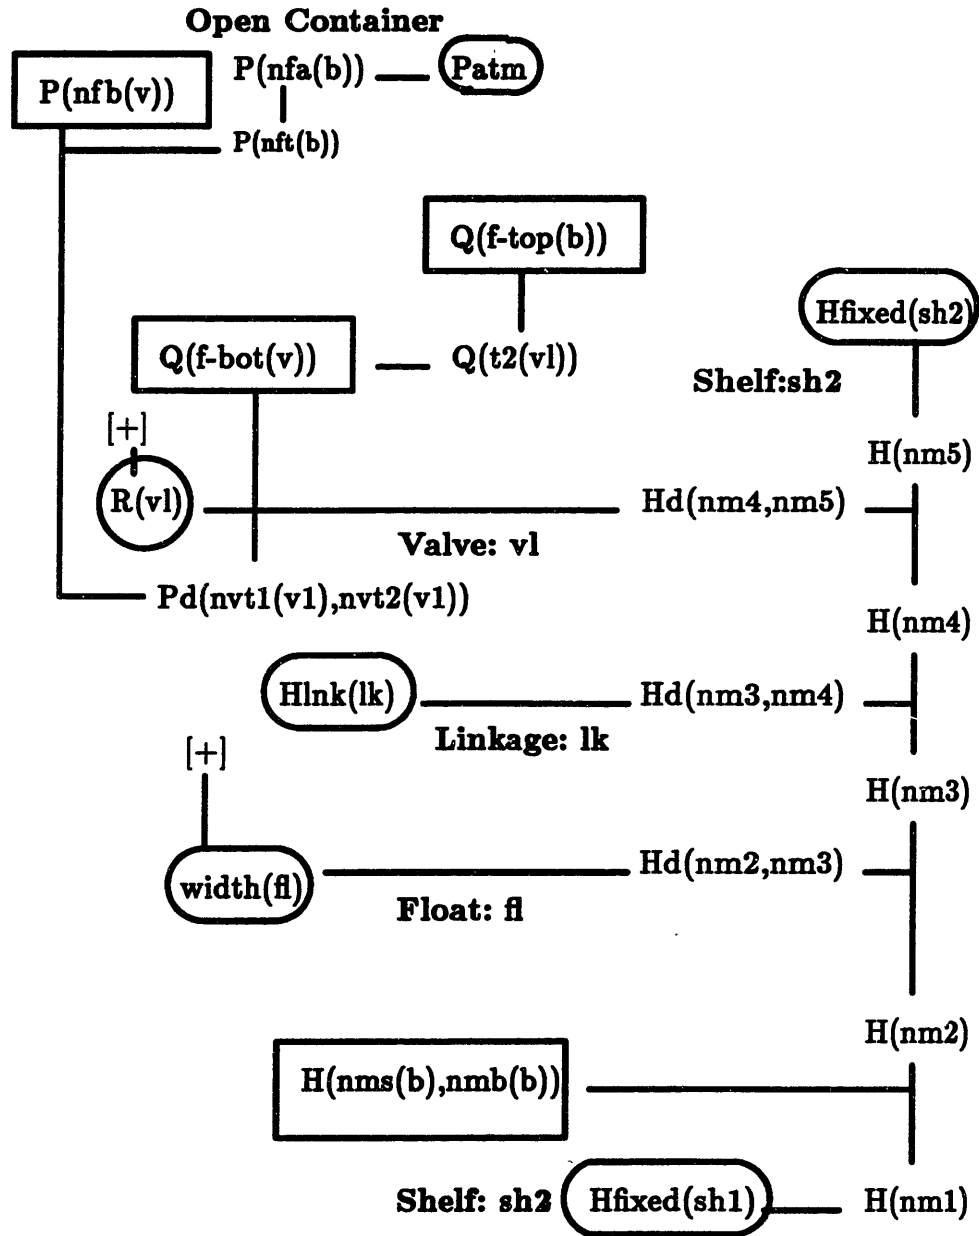 Open Container
P(nfa(b))
Patm
P(nfb(v))
P(nft(b))
Q(f-top(b))
Hfixed(sh2)
Q(f-bot(v))
Q(t2(vl))
Shelf:sh2
[+]
H(nm5)
R(vl)
Hd(nm4,nm5)
Valve: vl
Pd(nvt1(v1),nvt2(v1))
H(nm4)
Hlnk(lk)
Hd(nm3,nm4)
Linkage: lk
[+]
H(nm3)
width(fl)
Hd(nm2,nm3)
Float: fl
H(nm2)
H(nms(b),nmb(b))
Shelf: sh2
Hfixed(sh1)
H(nm1)